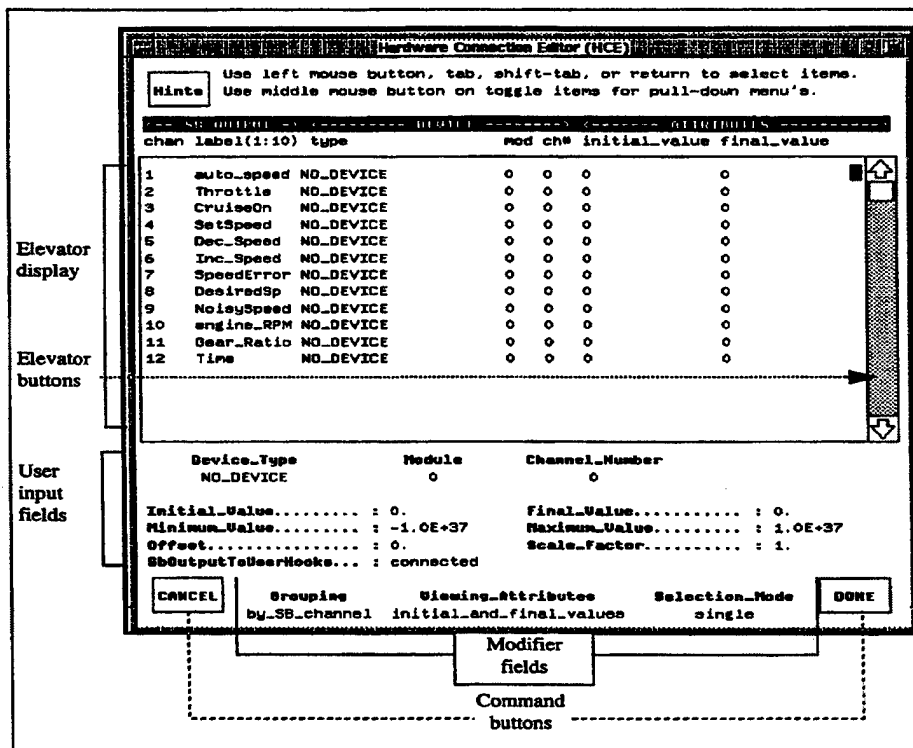 Hardware Connection Editor (HCE)
Hints
Use left mouse button, tab, shift-tab, or return to select items.
Use middle mouse button on toggle items for pull-down menu's.
---- SB OUTPUT -> <---------- DEVICE --------> <------- ATTRIBUTES -----------
chan label(1:10) type mod ch# initial_value final_value
1 auto_speed NO_DEVICE 0 0 0 0
2 Throttle NO_DEVICE 0 0 0 0
3 CruiseOn NO_DEVICE 0 0 0 0
4 SetSpeed NO_DEVICE 0 0 0 0
5 Dec_Speed NO_DEVICE 0 0 0 0
6 Inc_Speed NO_DEVICE 0 0 0 0
7 SpeedError NO_DEVICE 0 0 0 0
8 DesiredSp NO_DEVICE 0 0 0 0
9 NoisySpeed NO_DEVICE 0 0 0 0
10 engine_RPM NO_DEVICE 0 0 0 0
11 Gear_Ratio NO_DEVICE 0 0 0 0
12 Time NO_DEVICE 0 0 0 0
Elevator
display
Elevator
buttons
User
input
fields
Device_Type Module Channel_Number
NO_DEVICE 0 0
Initial_Value......... : 0. Final_Value........... : 0.
Minimum_Value......... : -1.0E+37 Maximum_Value......... : 1.0E+37
Offset................ : 0. Scale_Factor.......... : 1.
SbOutputToUserHooks... : connected
CANCEL Grouping Viewing_Attributes Selection_Mode DONE
by_SB_channel initial_and_final_values single
Modifier
fields
Command
buttons